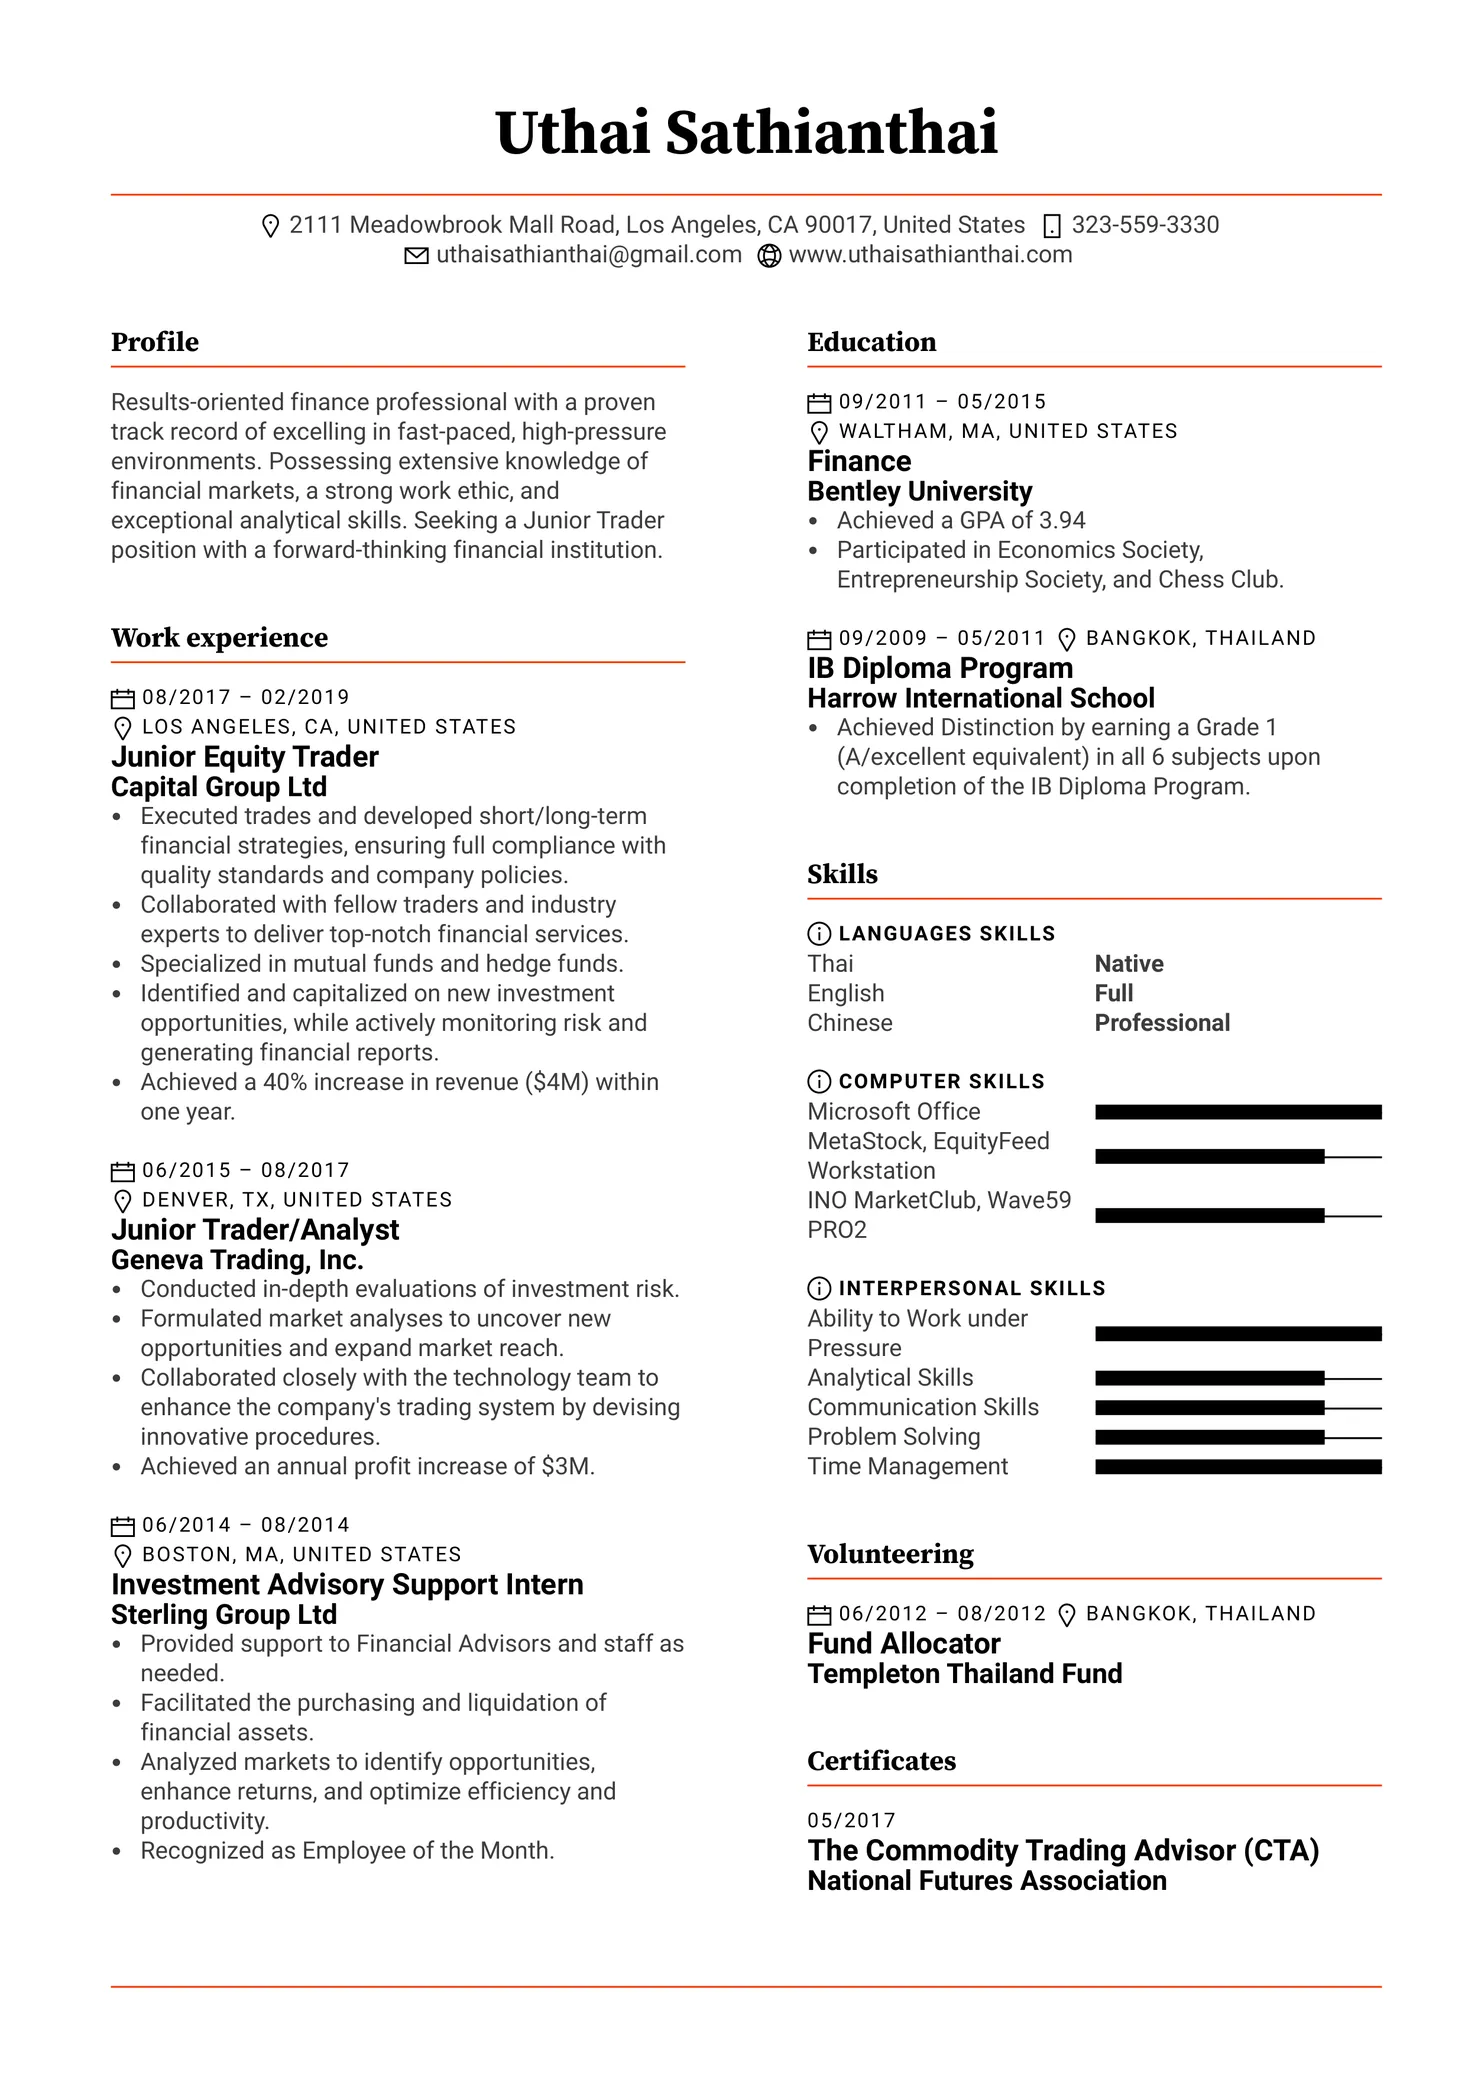 Uthai Sathianthai
2111 Meadowbrook Mall Road, Los Angeles, CA 90017, United States 323-559-3330
uthaisathianthai@gmail.com www.uthaisathianthai.com
Profile
Results-oriented finance professional with a proven
track record of excelling in fast-paced, high-pressure
environments. Possessing extensive knowledge of
financial markets, a strong work ethic, and
exceptional analytical skills. Seeking a Junior Trader
position with a forward-thinking financial institution.
Work experience
08/2017 – 02/2019
LOS ANGELES, CA, UNITED STATES
Junior Equity Trader
Capital Group Ltd
• Executed trades and developed short/long-term
financial strategies, ensuring full compliance with
quality standards and company policies.
• Collaborated with fellow traders and industry
experts to deliver top-notch financial services.
• Specialized in mutual funds and hedge funds.
• Identified and capitalized on new investment
opportunities, while actively monitoring risk and
generating financial reports.
• Achieved a 40% increase in revenue ($4M) within
one year.
06/2015 – 08/2017
DENVER, TX, UNITED STATES
Junior Trader/Analyst
Geneva Trading, Inc.
• Conducted in-depth evaluations of investment risk.
• Formulated market analyses to uncover new
opportunities and expand market reach.
• Collaborated closely with the technology team to
enhance the company's trading system by devising
innovative procedures.
• Achieved an annual profit increase of $3M.
06/2014 – 08/2014
BOSTON, MA, UNITED STATES
Investment Advisory Support Intern
Sterling Group Ltd
• Provided support to Financial Advisors and staff as
needed.
• Facilitated the purchasing and liquidation of
financial assets.
• Analyzed markets to identify opportunities,
enhance returns, and optimize efficiency and
productivity.
• Recognized as Employee of the Month.
Education
09/2011 – 05/2015
WALTHAM, MA, UNITED STATES
Finance
Bentley University
• Achieved a GPA of 3.94
• Participated in Economics Society,
Entrepreneurship Society, and Chess Club.
09/2009 – 05/2011 BANGKOK, THAILAND
IB Diploma Program
Harrow International School
• Achieved Distinction by earning a Grade 1
(A/excellent equivalent) in all 6 subjects upon
completion of the IB Diploma Program.
Skills
LANGUAGES SKILLS
Thai Native
English Full
Chinese Professional
COMPUTER SKILLS
Microsoft Office
MetaStock, EquityFeed
Workstation
INO MarketClub, Wave59
PRO2
INTERPERSONAL SKILLS
Ability to Work under
Pressure
Analytical Skills
Communication Skills
Problem Solving
Time Management
Volunteering
06/2012 – 08/2012 BANGKOK, THAILAND
Fund Allocator
Templeton Thailand Fund
Certificates
05/2017
The Commodity Trading Advisor (CTA)
National Futures Association